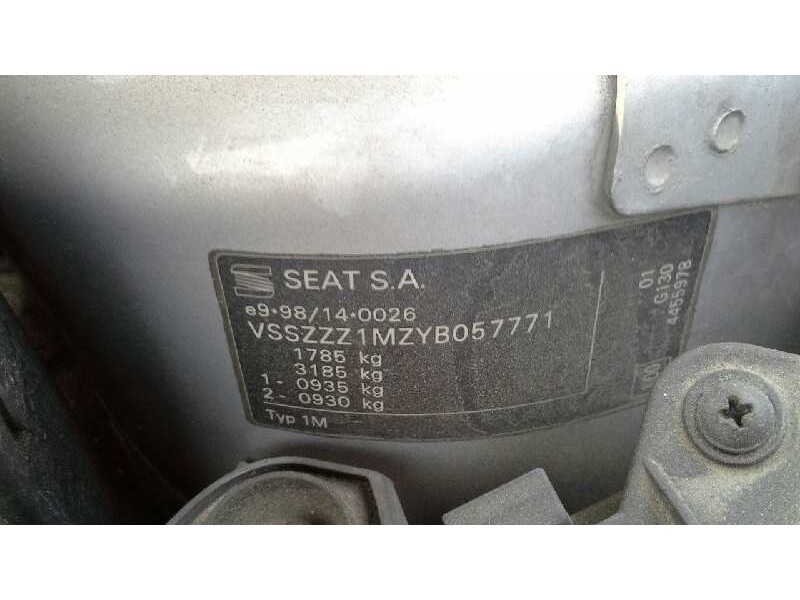 SEAT S.A.
e9*98/14*0026
VSSZZZ1MZYB057771
1785 kg
3185 kg
1- 0935 kg
2- 0930 kg
Typ 1M
01
G130
4455978